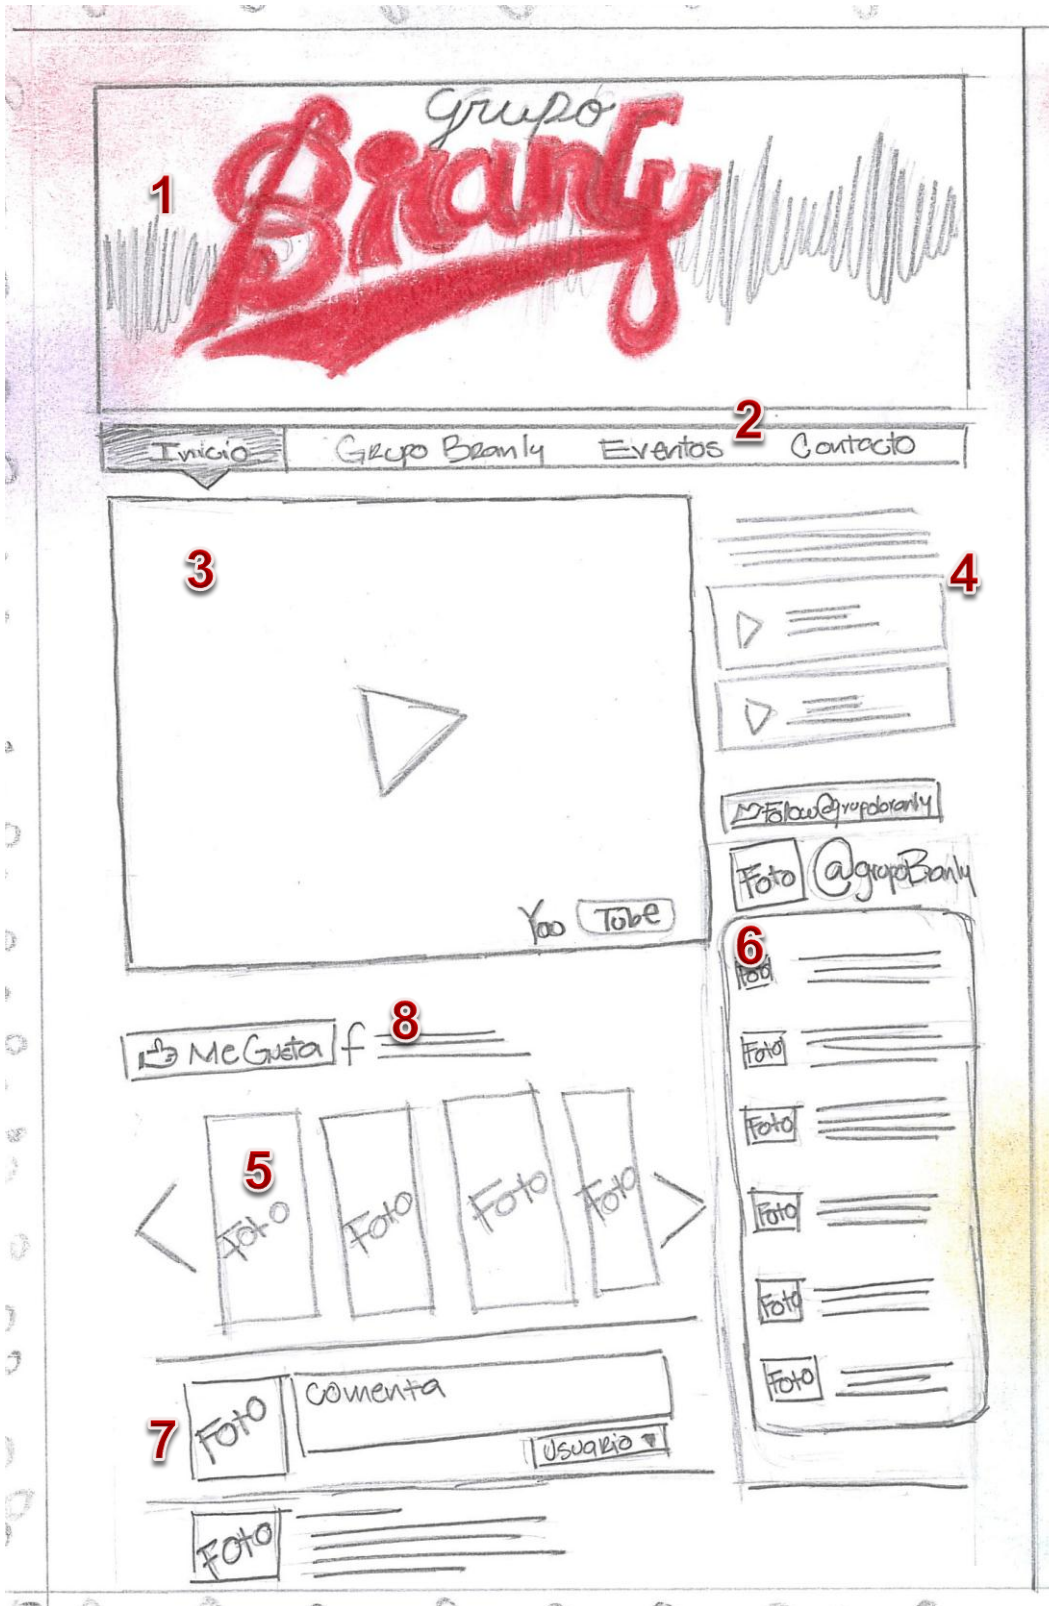 grupo
Branly
1
2
Inicio Grupo Branly Eventos Contacto
3
4
You Tube
Follow @grupobranly
Foto @grupoBranly
6
Foto
Foto
Foto
Foto
Foto
Foto
8
Me Gusta f
5
Foto Foto Foto Foto
7
Foto comenta
Usuario
Foto